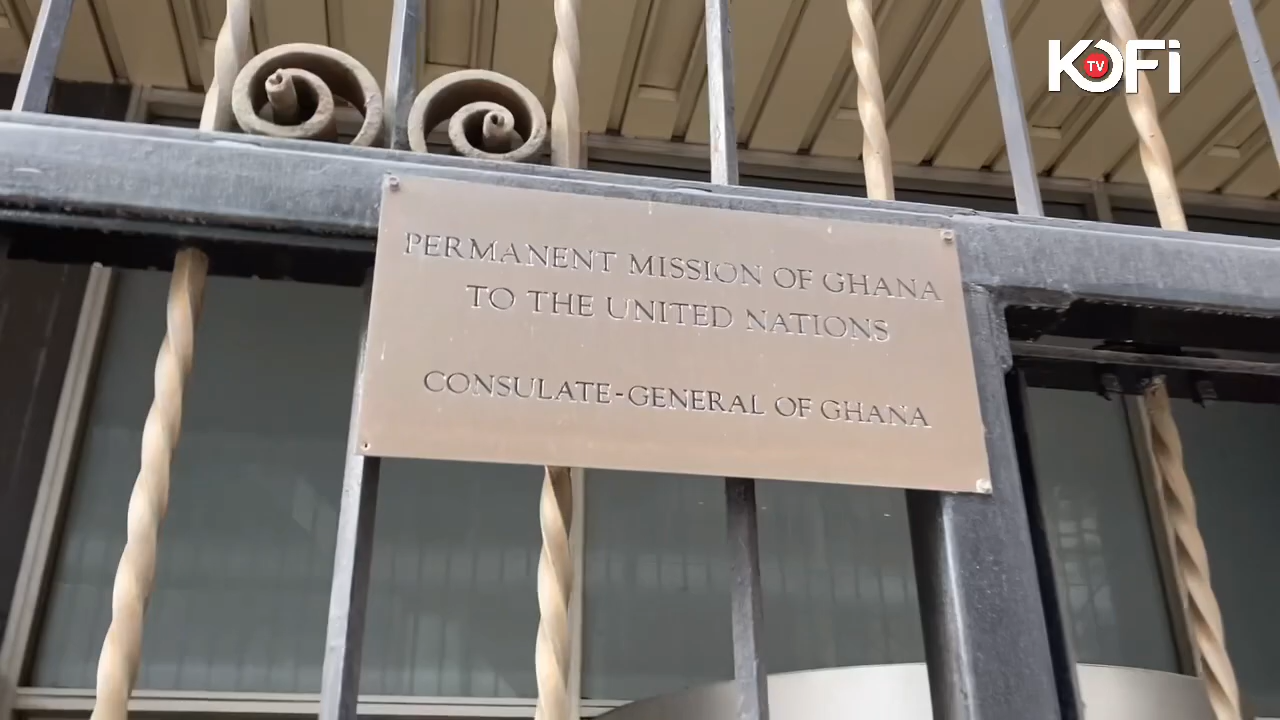 KOFi
TV
PERMANENT MISSION OF GHANA
TO THE UNITED NATIONS
CONSULATE-GENERAL OF GHANA